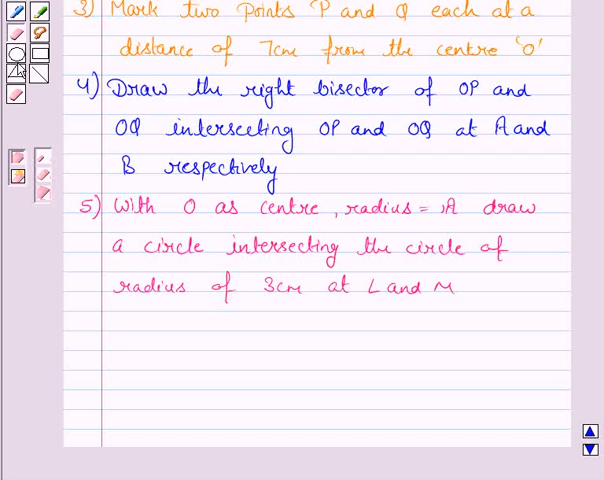 3) Mark two Points P and Q each at a
distance of 7cm from the centre 'O'
4) Draw the right bisector of OP and
OQ intersecting OP and OQ at A and
B respectively
5) With O as centre, radius = A draw
a circle intersecting the circle of
radius of 3cm at L and M